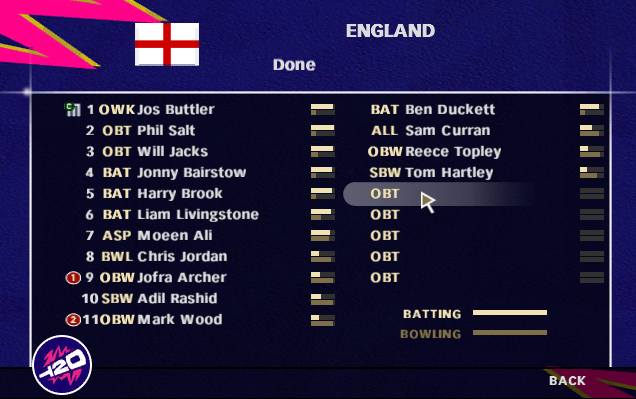 ENGLAND
Done
C 1 OWK Jos Buttler
2 OBT Phil Salt
3 OBT Will Jacks
4 BAT Jonny Bairstow
5 BAT Harry Brook
6 BAT Liam Livingstone
7 ASP Moeen Ali
8 BWL Chris Jordan
1 9 OBW Jofra Archer
10 SBW Adil Rashid
2 11 OBW Mark Wood
BAT Ben Duckett
ALL Sam Curran
OBW Reece Topley
SBW Tom Hartley
OBT
OBT
OBT
OBT
OBT
BATTING
BOWLING
T20
BACK